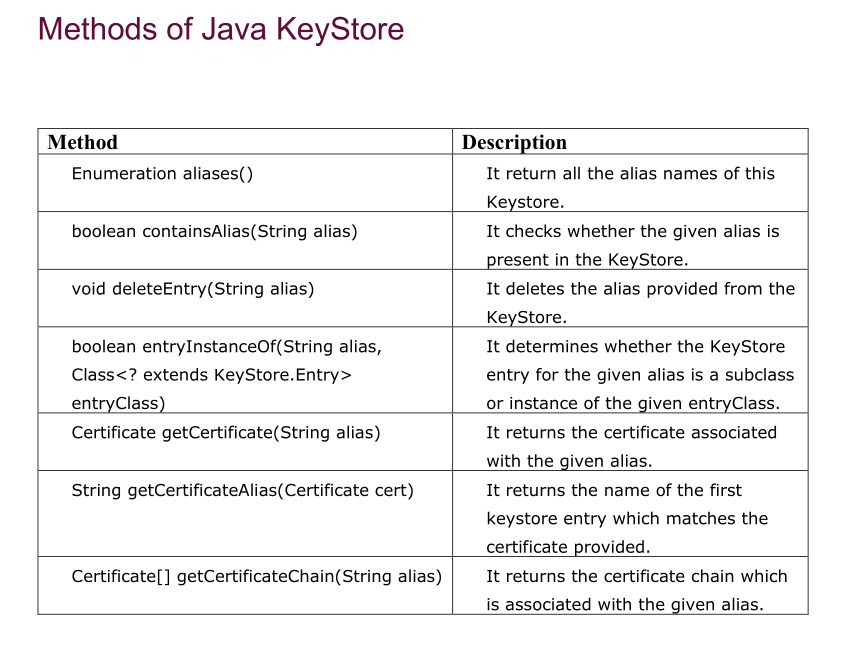 Methods of Java KeyStore
Method
Description
Enumeration aliases()
It return all the alias names of this
Keystore.
boolean containsAlias(String alias)
It checks whether the given alias is
present in the KeyStore.
void deleteEntry(String alias)
It deletes the alias provided from the
KeyStore.
boolean entryInstanceOf(String alias,
Class<? extends KeyStore.Entry>
entryClass)
It determines whether the KeyStore
entry for the given alias is a subclass
or instance of the given entryClass.
Certificate getCertificate(String alias)
It returns the certificate associated
with the given alias.
String getCertificateAlias(Certificate cert)
It returns the name of the first
keystore entry which matches the
certificate provided.
Certificate[] getCertificateChain(String alias)
It returns the certificate chain which
is associated with the given alias.